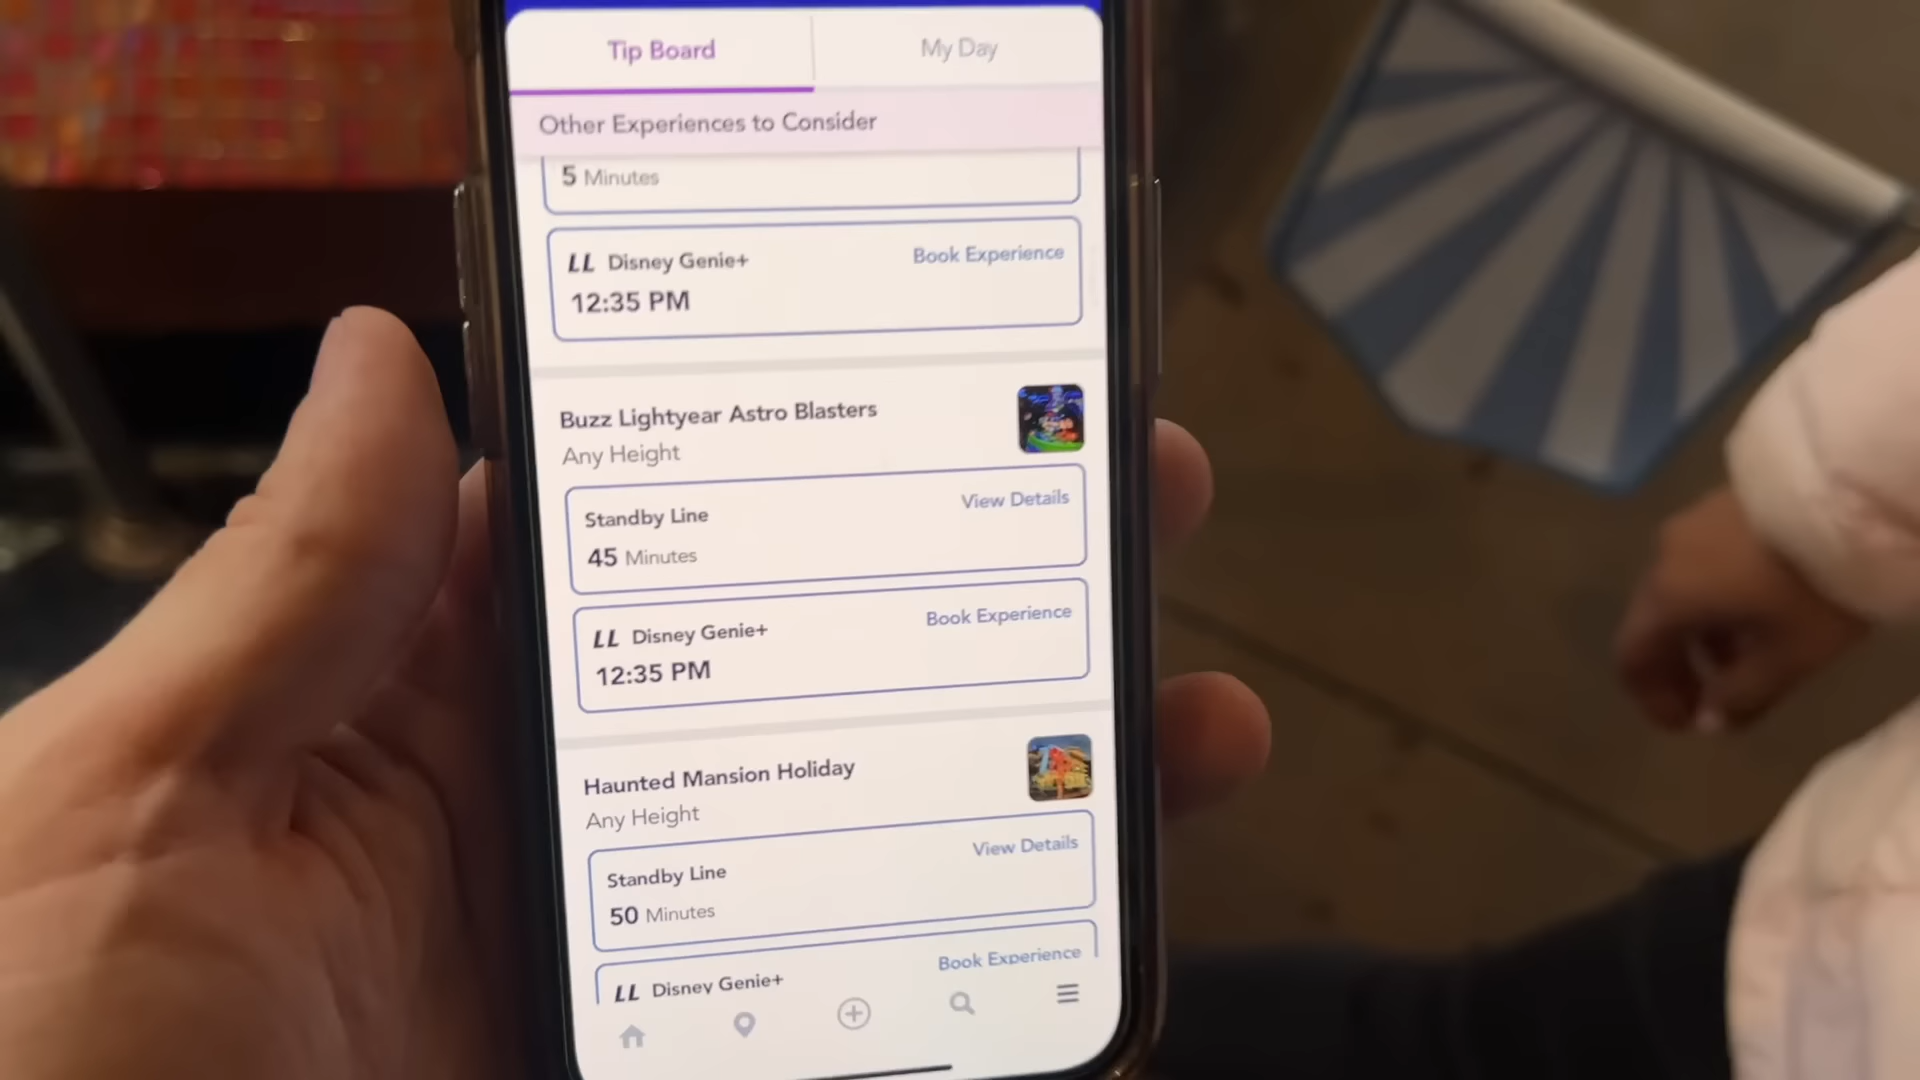 Tip Board
My Day
Other Experiences to Consider
5 Minutes
LL Disney Genie+
Book Experience
12:35 PM
Buzz Lightyear Astro Blasters
Any Height
Standby Line
View Details
45 Minutes
LL Disney Genie+
Book Experience
12:35 PM
Haunted Mansion Holiday
Any Height
Standby Line
View Details
50 Minutes
LL Disney Genie+
Book Experience